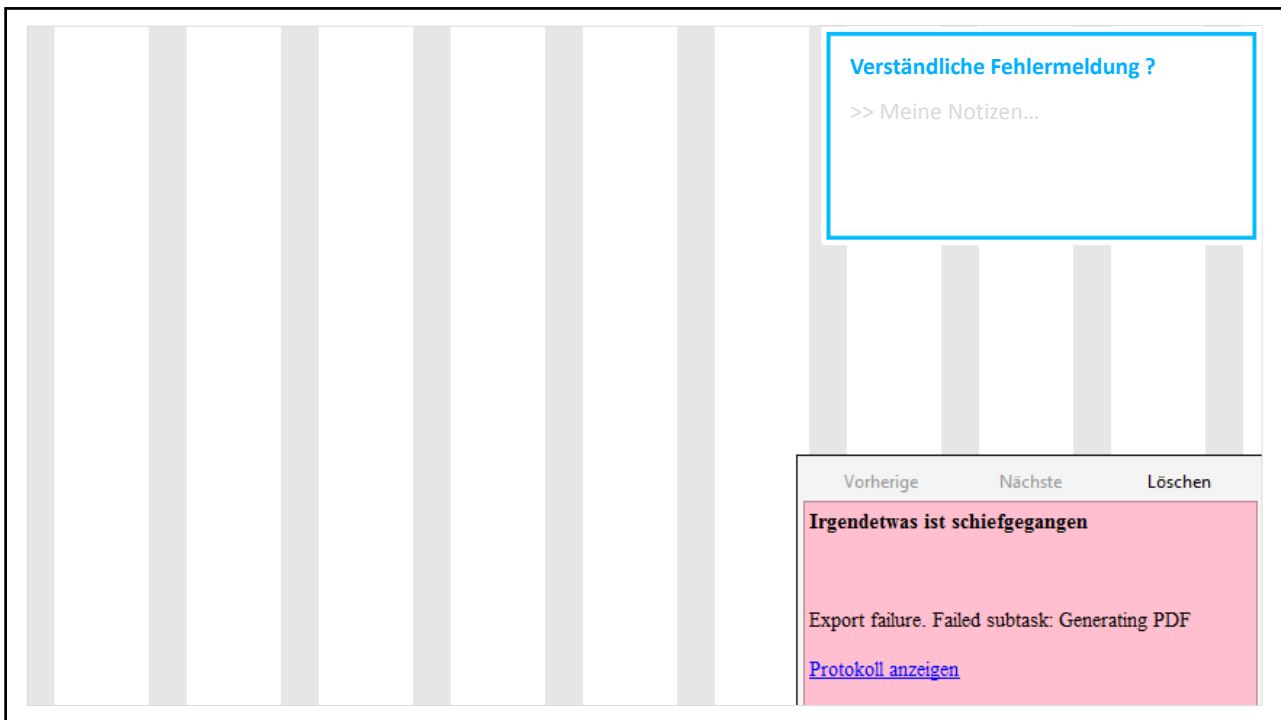 Verständliche Fehlermeldung ?
>> Meine Notizen…
Vorherige Nächste Löschen
Irgendetwas ist schiefgegangen
Export failure. Failed subtask: Generating PDF
Protokoll anzeigen